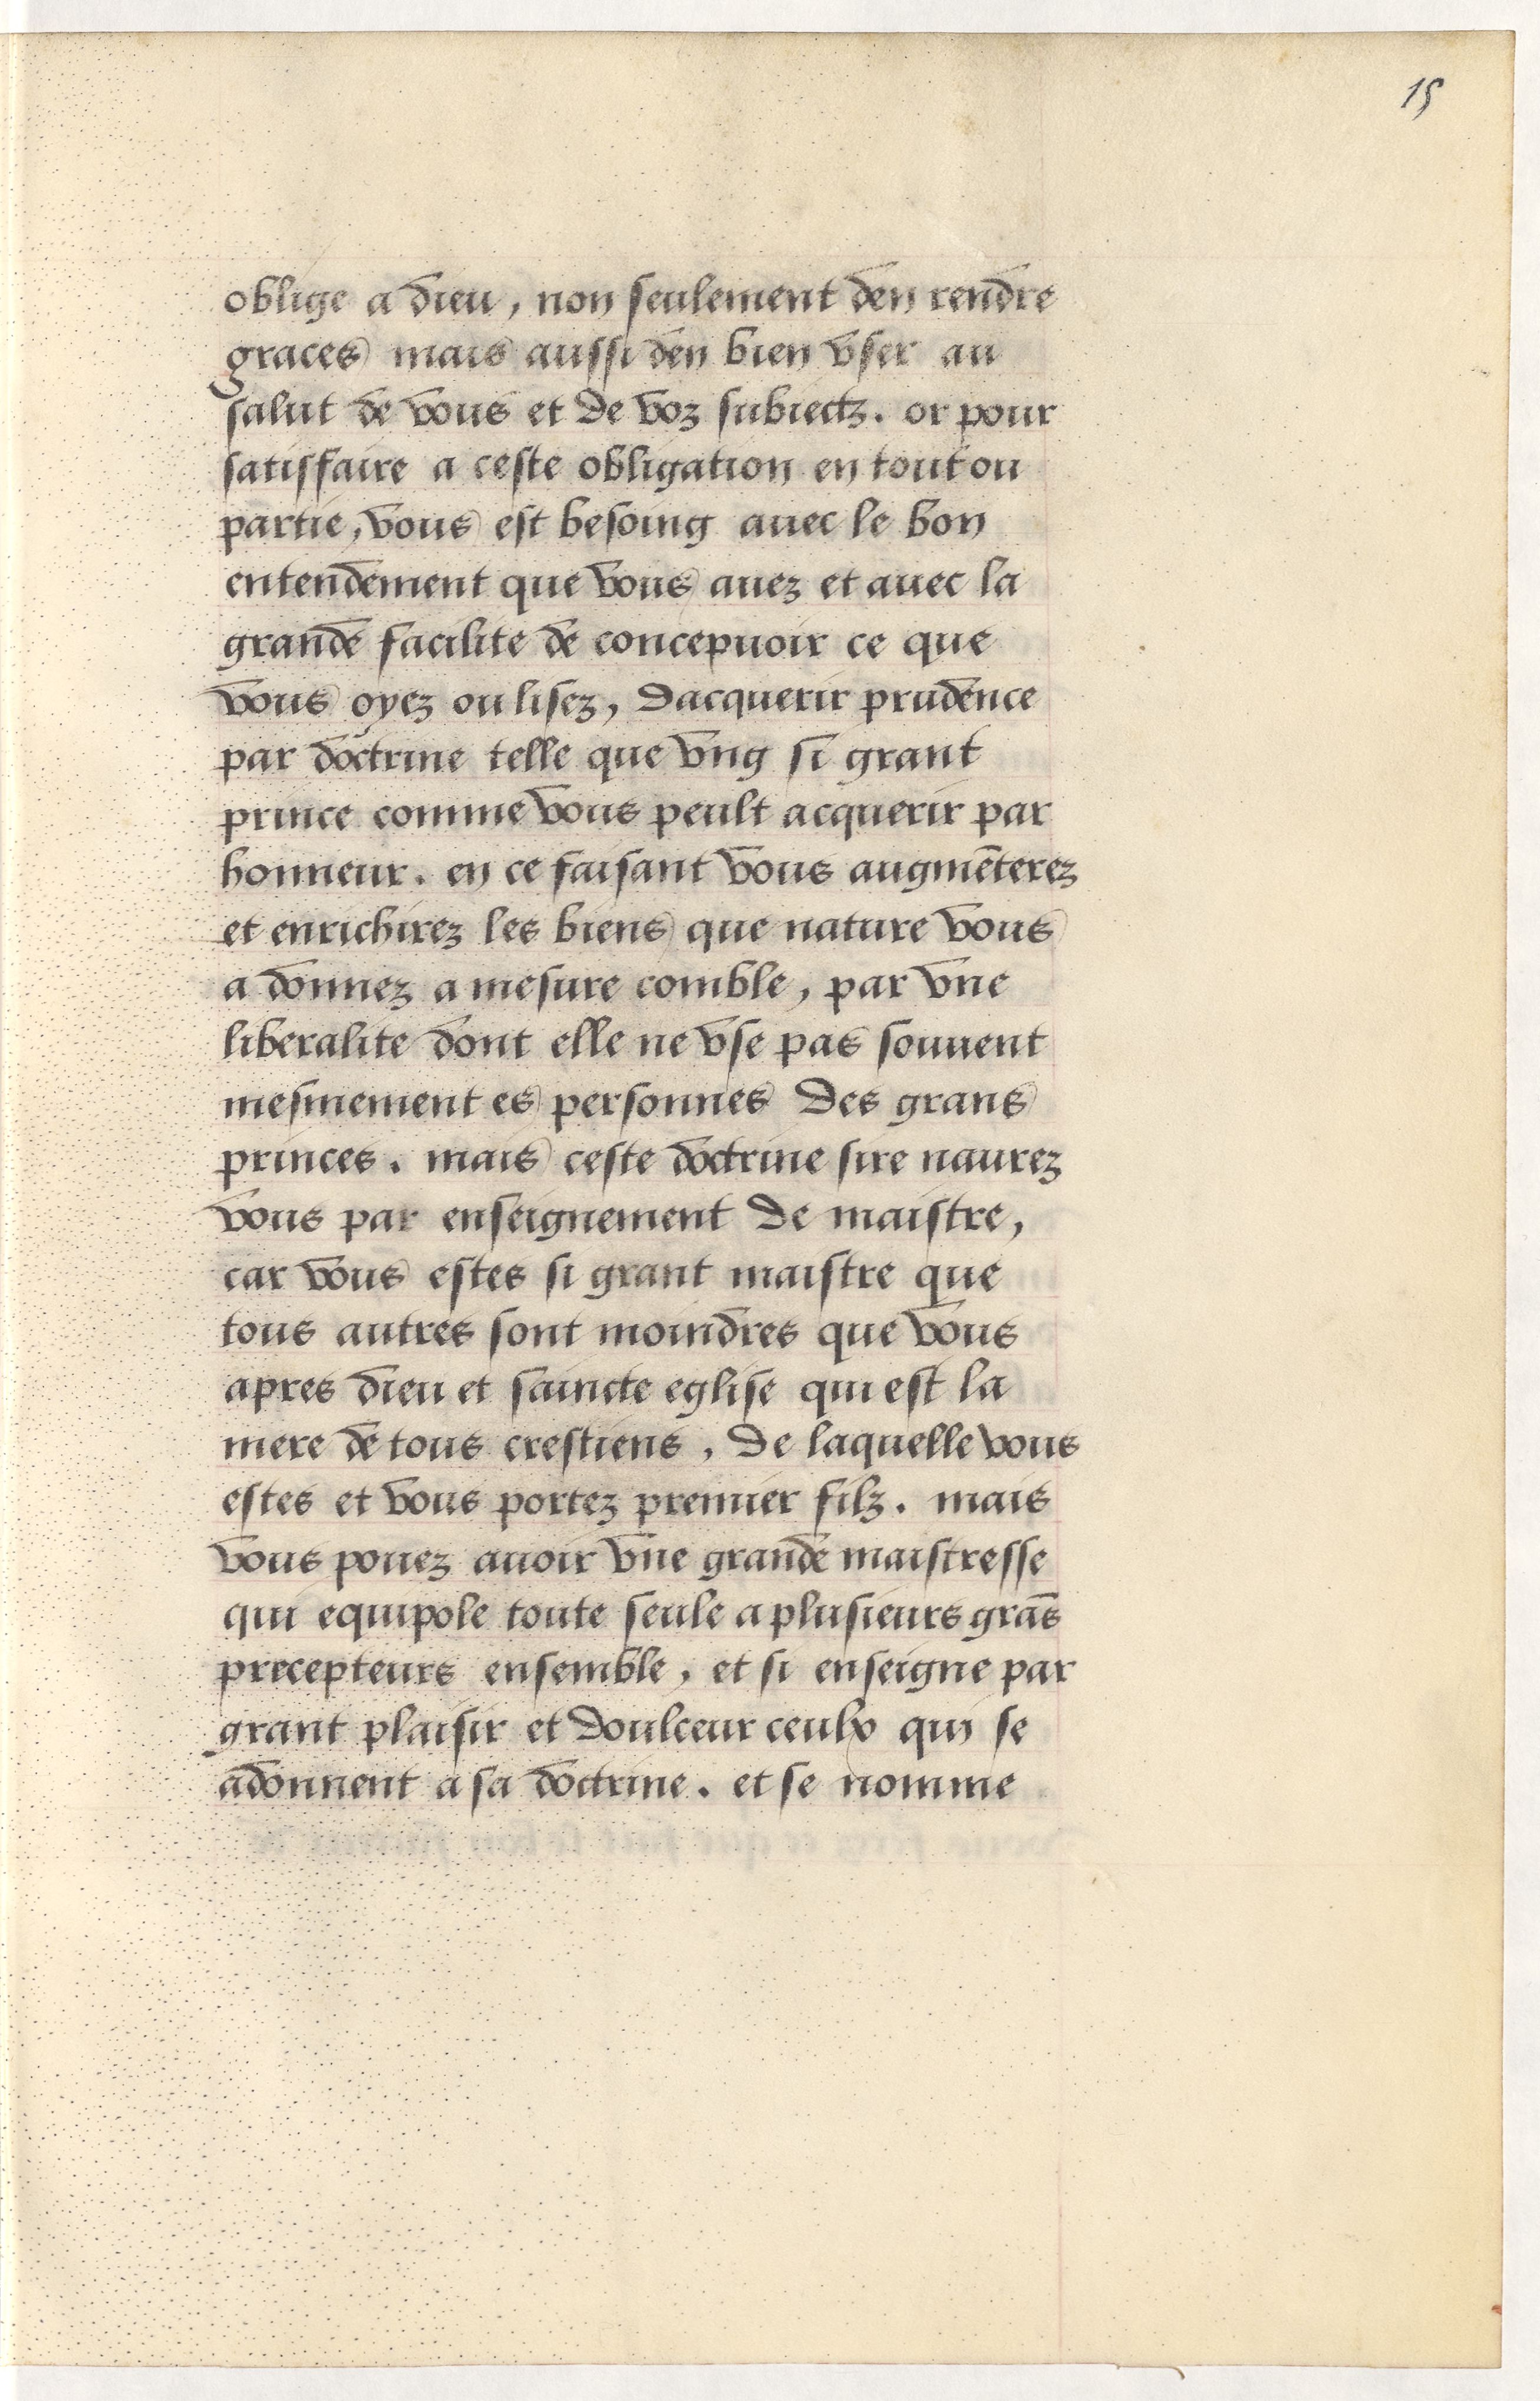 15
oblige a dieu, non seulement den rendre
graces mais aussi den bien vser au
salut de vous et de voz subiectz. or pour
satisfaire a ceste obligation en tout ou
partie, vous est besoing auec le bon
entendement que vous auez et auec la
grande facilite de concepuoir ce que
vous oyez ou lisez, dacquerir prudence
par doctrine telle que vng si grant
prince comme vous peult acquerir par
honneur. en ce faisant vous augmēterez
et enrichirez les biens que nature vous
a donnez a mesure comble, par vne
liberalite dont elle ne vse pas souuent
mesmement es personnes des grans
princes. mais ceste doctrine sire naurez
vous par enseignement de maistre,
car vous estes si grant maistre que
tous autres sont moindres que vous
apres dieu et saincte eglise qui est la
mere de tous crestiens, de laquelle vous
estes et vous portez premier filz. mais
vous pouez auoir vne grande maistresse
qui equipole toute seule a plusieurs grās
precepteurs ensemble, et si enseigne par
grant plaisir et doulceur ceulx qui se
adonnent a sa doctrine. et se nomme